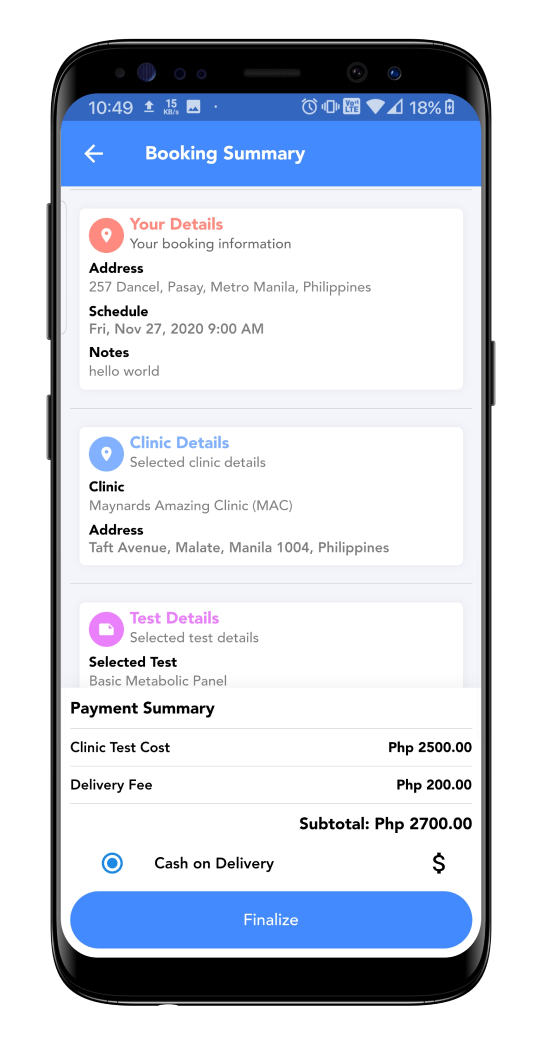 10:49 15 KB/s Vo" LTE 18%
Booking Summary
Your Details
Your booking information
Address
257 Dancel, Pasay, Metro Manila, Philippines
Schedule
Fri, Nov 27, 2020 9:00 AM
Notes
hello world
Clinic Details
Selected clinic details
Clinic
Maynards Amazing Clinic (MAC)
Address
Taft Avenue, Malate, Manila 1004, Philippines
Test Details
Selected test details
Selected Test
Basic Metabolic Panel
Payment Summary
Clinic Test Cost Php 2500.00
Delivery Fee Php 200.00
Subtotal: Php 2700.00
Cash on Delivery $
Finalize